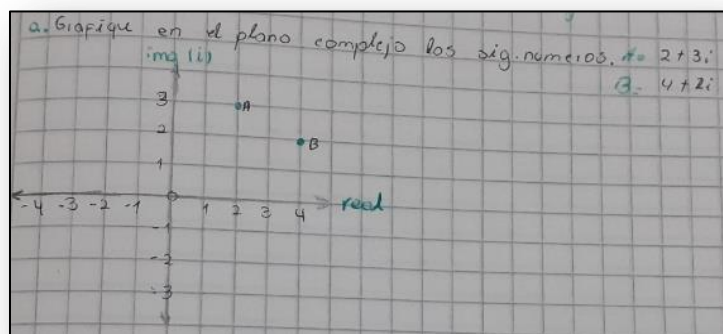 a. Grafique en el plano complejo los sig. numeros. A= 2+3i
B= 4+2i
img (i)
3
A
2
B
1
-4 -3 -2 -1 0 1 2 3 4 real
-1
-2
-3